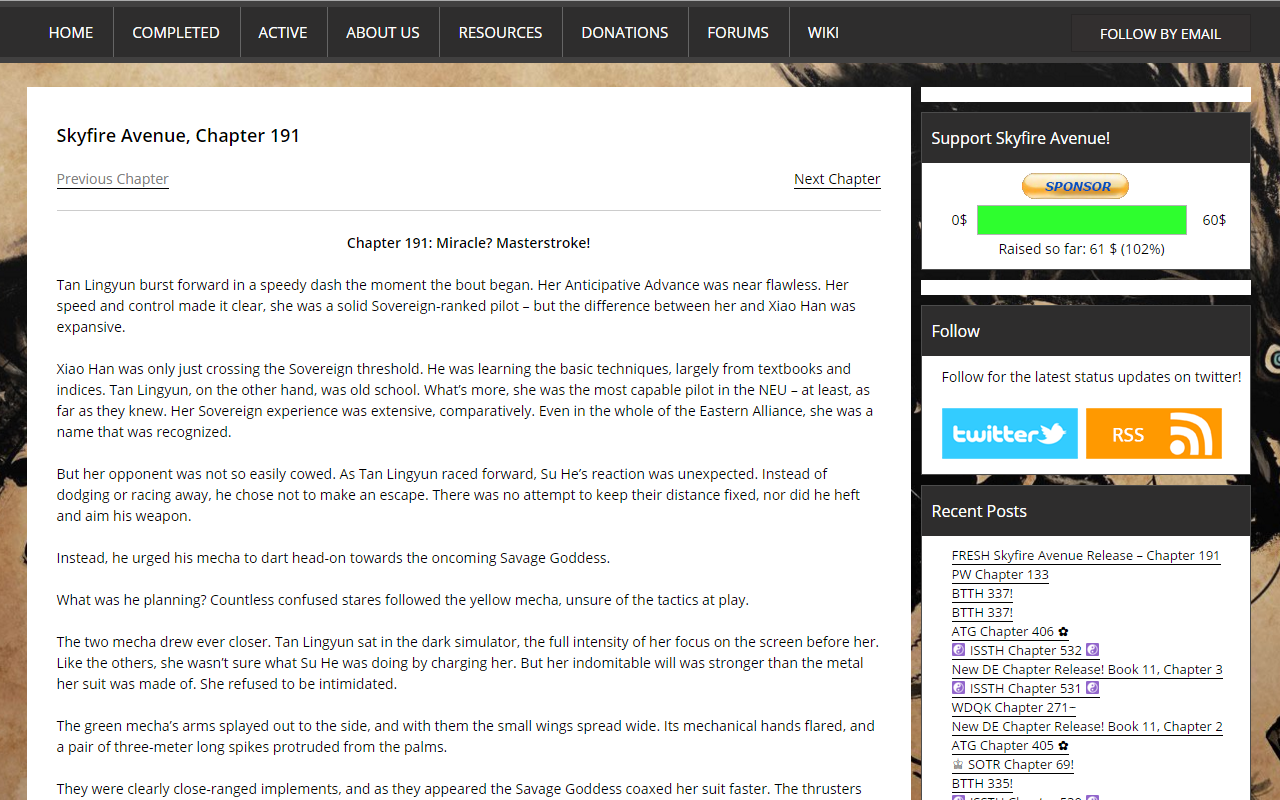 HOME COMPLETED ACTIVE ABOUT US RESOURCES DONATIONS FORUMS WIKI FOLLOW BY EMAIL
Skyfire Avenue, Chapter 191
Previous Chapter Next Chapter
Chapter 191: Miracle? Masterstroke!
Tan Lingyun burst forward in a speedy dash the moment the bout began. Her Anticipative Advance was near flawless. Her
speed and control made it clear, she was a solid Sovereign-ranked pilot – but the difference between her and Xiao Han was
expansive.
Xiao Han was only just crossing the Sovereign threshold. He was learning the basic techniques, largely from textbooks and
indices. Tan Lingyun, on the other hand, was old school. What’s more, she was the most capable pilot in the NEU – at least, as
far as they knew. Her Sovereign experience was extensive, comparatively. Even in the whole of the Eastern Alliance, she was a
name that was recognized.
But her opponent was not so easily cowed. As Tan Lingyun raced forward, Su He’s reaction was unexpected. Instead of
dodging or racing away, he chose not to make an escape. There was no attempt to keep their distance fixed, nor did he heft
and aim his weapon.
Instead, he urged his mecha to dart head-on towards the oncoming Savage Goddess.
What was he planning? Countless confused stares followed the yellow mecha, unsure of the tactics at play.
The two mecha drew ever closer. Tan Lingyun sat in the dark simulator, the full intensity of her focus on the screen before her.
Like the others, she wasn’t sure what Su He was doing by charging her. But her indomitable will was stronger than the metal
her suit was made of. She refused to be intimidated.
The green mecha’s arms splayed out to the side, and with them the small wings spread wide. Its mechanical hands flared, and
a pair of three-meter long spikes protruded from the palms.
They were clearly close-ranged implements, and as they appeared the Savage Goddess coaxed her suit faster. The thrusters
Support Skyfire Avenue!
SPONSOR
0$ 60$
Raised so far: 61 $ (102%)
Follow
Follow for the latest status updates on twitter!
twitter RSS
Recent Posts
FRESH Skyfire Avenue Release – Chapter 191
PW Chapter 133
BTTH 337!
BTTH 337!
ATG Chapter 406 ✿
☯ ISSTH Chapter 532 ☯
New DE Chapter Release! Book 11, Chapter 3
☯ ISSTH Chapter 531 ☯
WDQK Chapter 271~
New DE Chapter Release! Book 11, Chapter 2
ATG Chapter 405 ✿
♔ SOTR Chapter 69!
BTTH 335!
☯ ISSTH Chapter 530 ☯